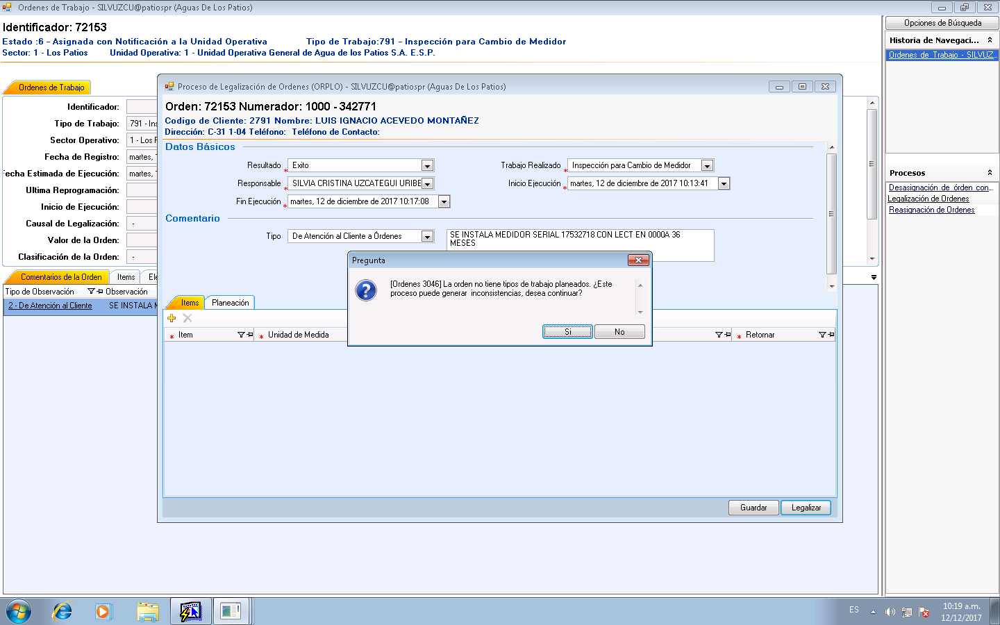 Ordenes de Trabajo - SILVUZCU@patiospr (Aguas De Los Patios)
Identificador: 72153
Estado :6 - Asignada con Notificación a la Unidad Operativa Tipo de Trabajo:791 - Inspección para Cambio de Medidor
Sector: 1 - Los Patios Unidad Operativa: 1 - Unidad Operativa General de Agua de los Patios S.A. E.S.P.
Opciones de Búsqueda
Historia de Navegaci...
Ordenes de Trabajo - SILVUZ...
Procesos
Desasignación de órden con...
Legalización de Ordenes
Reasignación de Ordenes
Ordenes de Trabajo
Identificador:
Tipo de Trabajo: 791 - Ins
Sector Operativo: 1 - Los F
Fecha de Registro: martes,
Fecha Estimada de Ejecución: martes,
Ultima Reprogramación:
Inicio de Ejecución:
Causal de Legalización: -
Valor de la Orden:
Clasificación de la Orden: -
Comentarios de la Orden Items Ele
Tipo de Observación Observación
2 - De Atención al Cliente SE INSTALA M
Proceso de Legalización de Ordenes (ORPLO) - SILVUZCU@patiospr (Aguas De Los Patios)
Orden: 72153 Numerador: 1000 - 342771
Codigo de Cliente: 2791 Nombre: LUIS IGNACIO ACEVEDO MONTAÑEZ
Dirección: C-31 1-04 Teléfono: Teléfono de Contacto:
Datos Básicos
Resultado * Exito Trabajo Realizado * Inspección para Cambio de Medidor
Responsable * SILVIA CRISTINA UZCATEGUI URIBE Inicio Ejecución * martes, 12 de diciembre de 2017 10:13:41
Fin Ejecución * martes, 12 de diciembre de 2017 10:17:08
Comentario
Tipo De Atención al Cliente a Órdenes
SE INSTALA MEDIDOR SERIAL 17532718 CON LECT EN 0000A 36
MESES
Pregunta
[Ordenes 3046] La orden no tiene tipos de trabajo planeados. ¿Este
proceso puede generar inconsistencias, desea continuar?
Si No
Items Planeación
* Item * Unidad de Medida * Retornar
Guardar Legalizar
ES
10:19 a.m.
12/12/2017